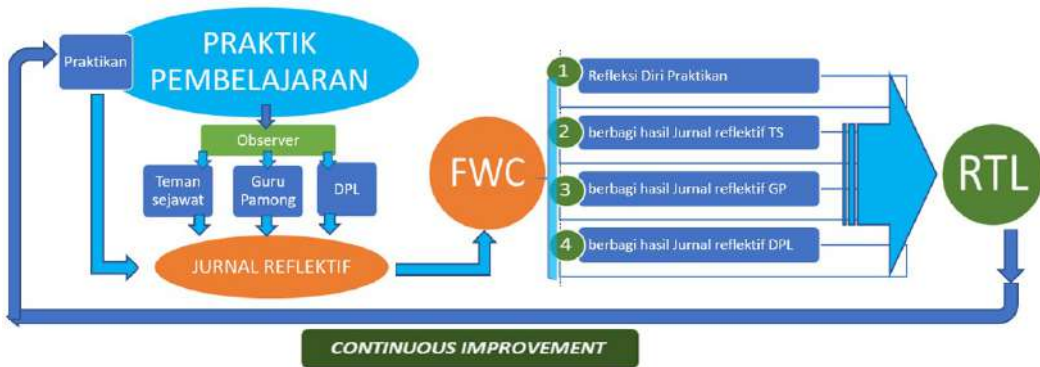 Praktikan
PRAKTIK
PEMBELAJARAN
Observer
Teman
sejawat
Guru
Pamong
DPL
JURNAL REFLEKTIF
FWC
1 Refleksi Diri Praktikan
2 berbagi hasil Jurnal reflektif TS
3 berbagi hasil Jurnal reflektif GP
4 berbagi hasil Jurnal reflektif DPL
RTL
CONTINUOUS IMPROVEMENT